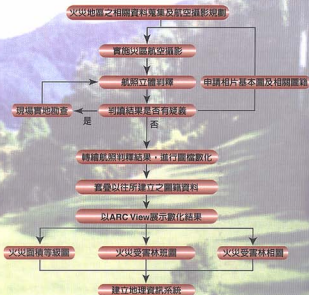 火災地區之相關資料蒐集及航空攝影規劃
實施火區航空攝影
航照立體判釋
申請相片基本圖及相關圖籍
現場實地勘查
到讀結果是否有疑義
是
否
轉繪航照判釋結果，進行圖檔數化
套疊以往所建立之圖籍資料
以ARC View展示數化結果
火災面積等級圖
火災受害林班圖
火災受害林相圖
建立地理資訊系統